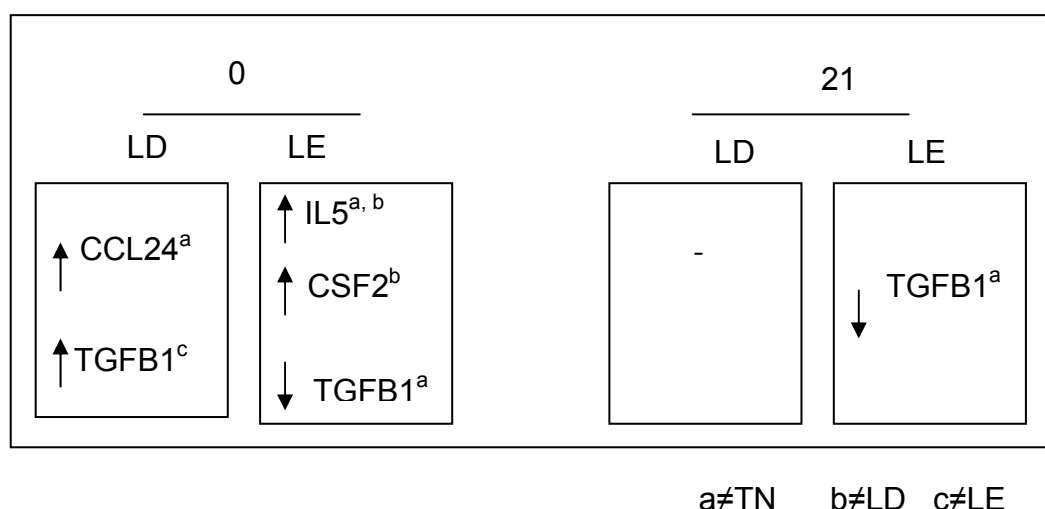 0
21
LD LE
LD LE
CCL24a
TGFB1c
IL5a, b
CSF2b
TGFB1a
-
TGFB1a
a≠TN b≠LD c≠LE